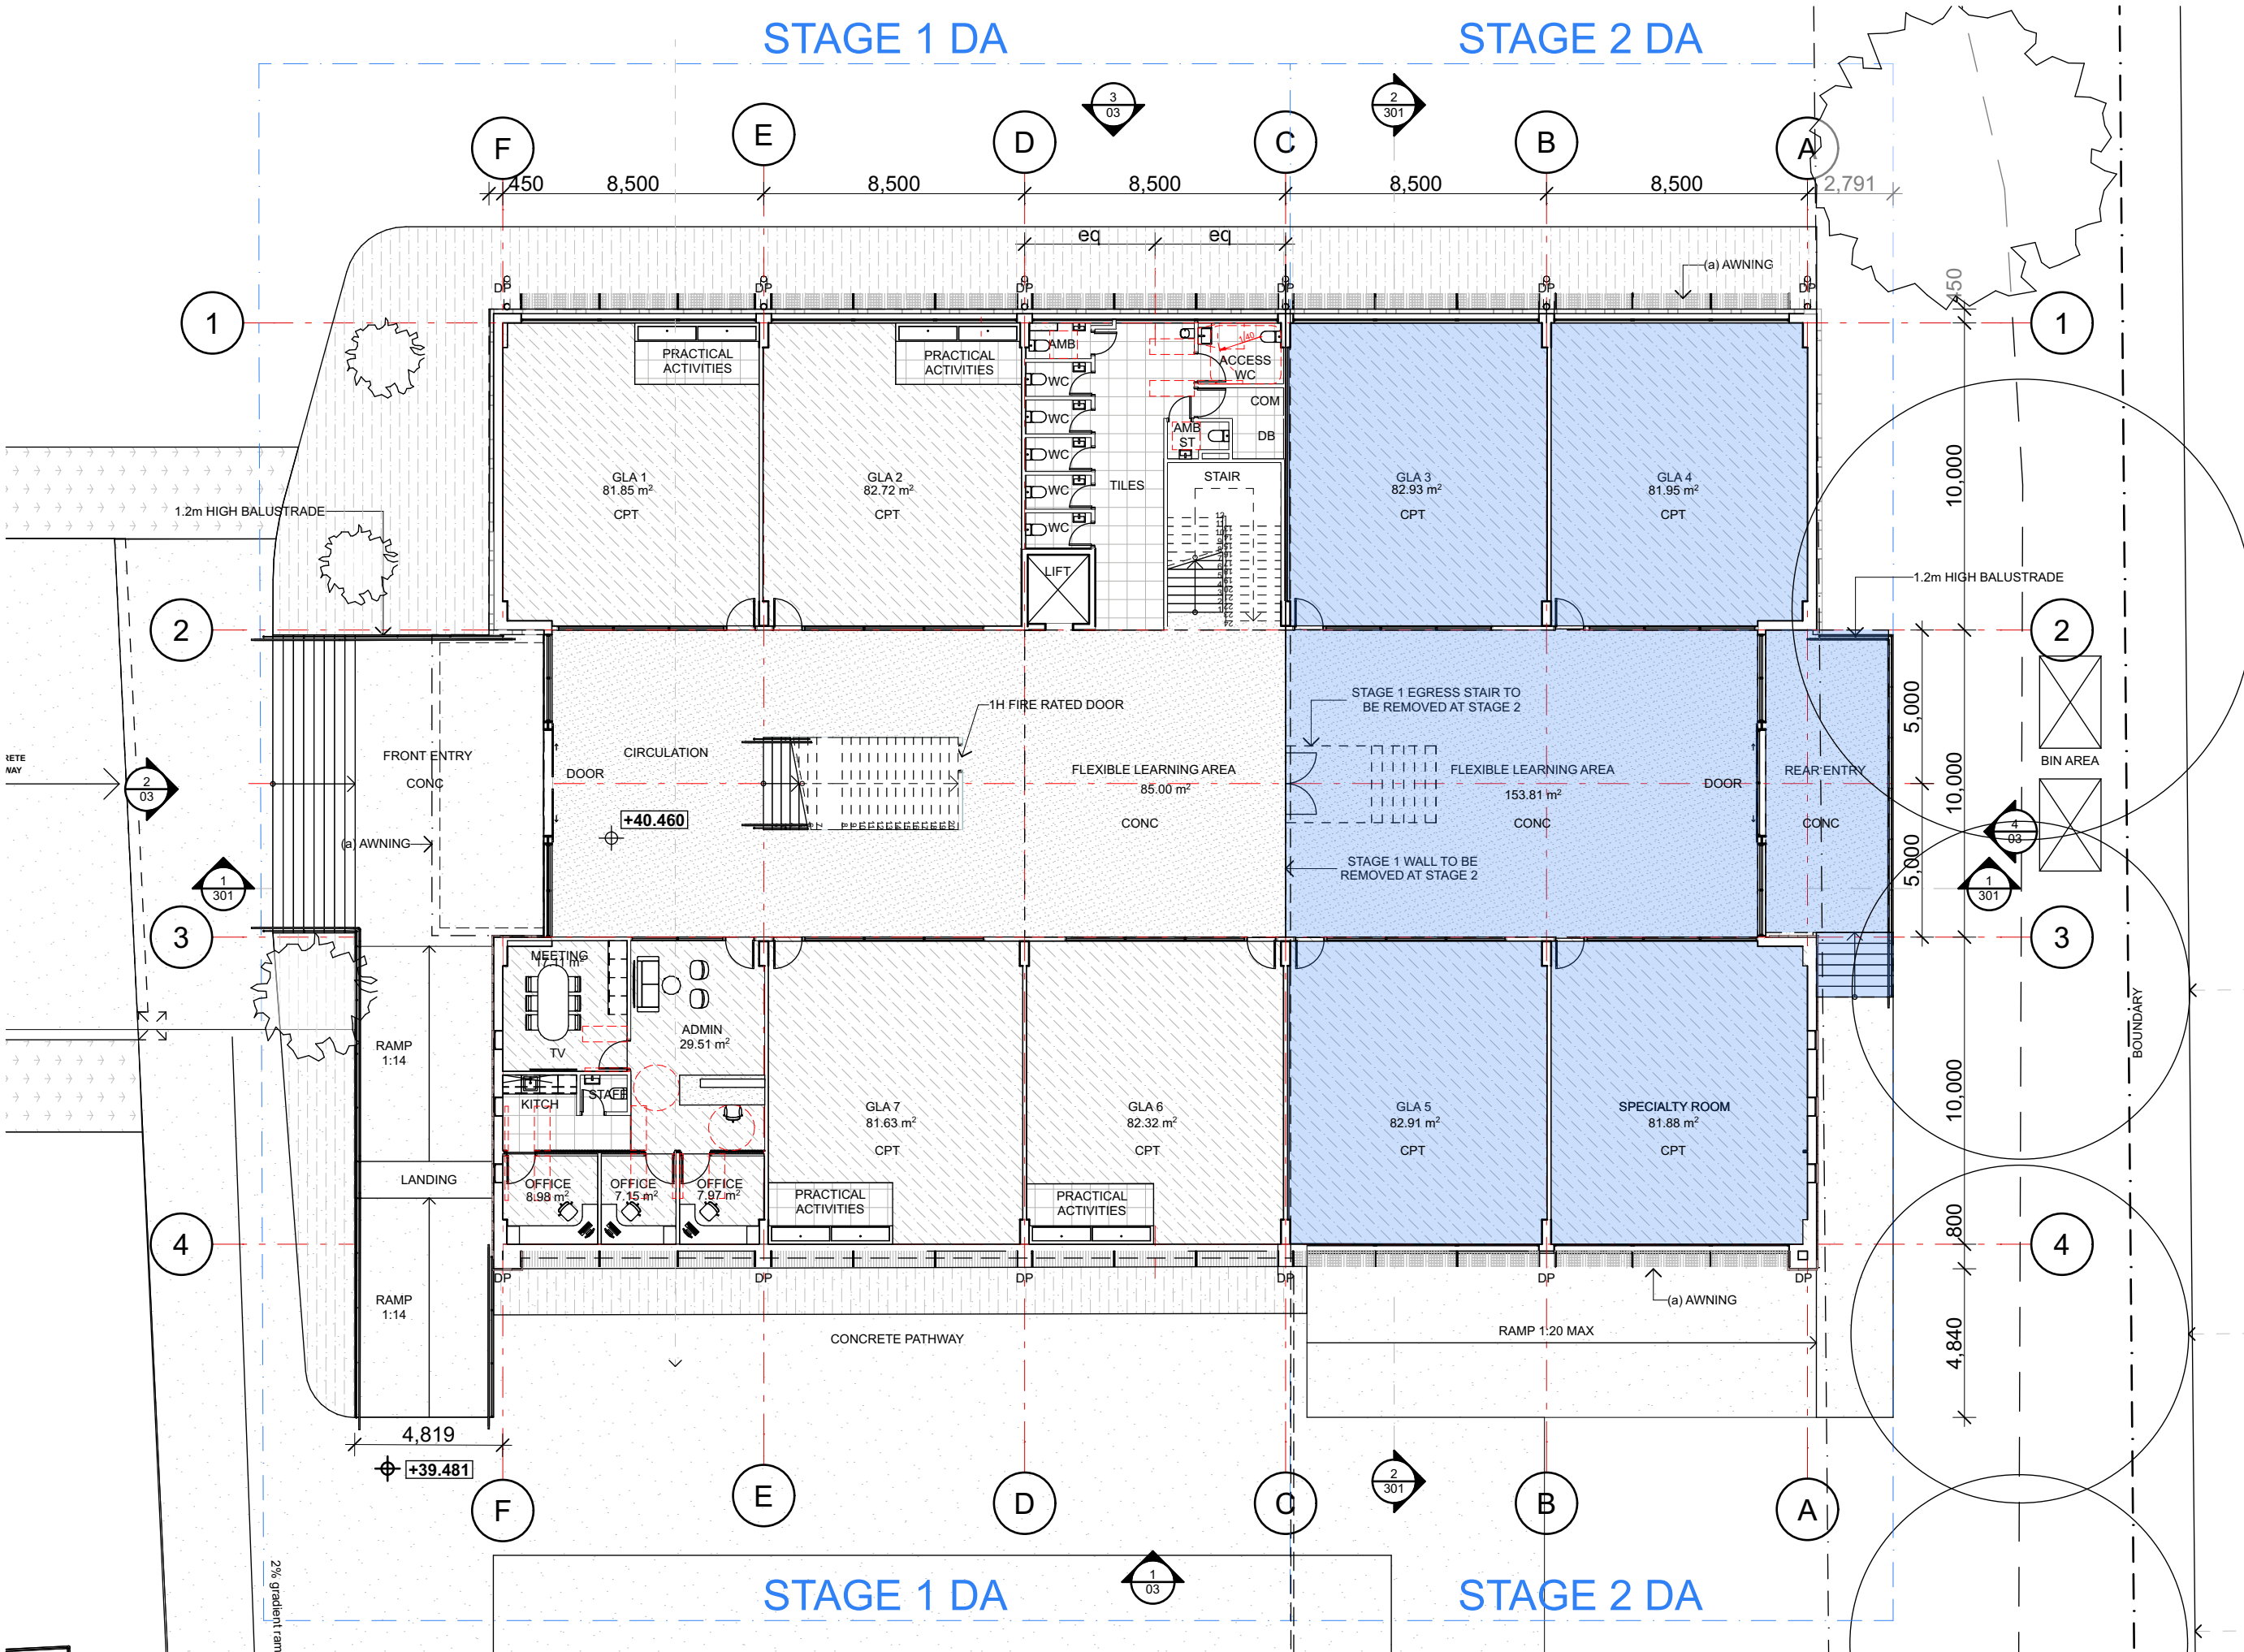 STAGE 1 DA
STAGE 2 DA
3
03
2
301
F
E
D
C
B
A
450
8,500
8,500
8,500
8,500
8,500
2,791
eq
eq
(a) AWNING
450
DP
DP
DP
DP
DP
DP
1
1
PRACTICAL
ACTIVITIES
PRACTICAL
ACTIVITIES
AMB
1/40
ACCESS
WC
WC
WC
WC
WC
WC
COM
AMB
ST
DB
GLA 1
81.85 m²
CPT
GLA 2
82.72 m²
CPT
TILES
STAIR
GLA 3
82.93 m²
CPT
GLA 4
81.95 m²
CPT
10,000
1.2m HIGH BALUSTRADE
LIFT
1.2m HIGH BALUSTRADE
2
2
STAGE 1 EGRESS STAIR TO
BE REMOVED AT STAGE 2
1H FIRE RATED DOOR
5,000
FRONT ENTRY
CONC
DOOR
CIRCULATION
FLEXIBLE LEARNING AREA
85.00 m²
CONC
FLEXIBLE LEARNING AREA
153.81 m²
CONC
DOOR
REAR ENTRY
CONC
BIN AREA
10,000
RETE
WAY
2
03
+40.460
(a) AWNING
4
03
5,000
STAGE 1 WALL TO BE
REMOVED AT STAGE 2
1
301
1
301
3
3
MEETING
17.11 m²
TV
ADMIN
29.51 m²
RAMP
1:14
KITCH
STAFF
GLA 7
81.63 m²
CPT
GLA 6
82.32 m²
CPT
GLA 5
82.91 m²
CPT
SPECIALTY ROOM
81.88 m²
CPT
10,000
BOUNDARY
LANDING
OFFICE
8.98 m²
OFFICE
7.15 m²
OFFICE
7.97 m²
PRACTICAL
ACTIVITIES
PRACTICAL
ACTIVITIES
4
4
800
DP
DP
DP
DP
DP
DP
RAMP
1:14
(a) AWNING
CONCRETE PATHWAY
RAMP 1:20 MAX
4,840
4,819
+39.481
2
301
F
E
D
C
B
A
2% gradient ram
STAGE 1 DA
1
03
STAGE 2 DA